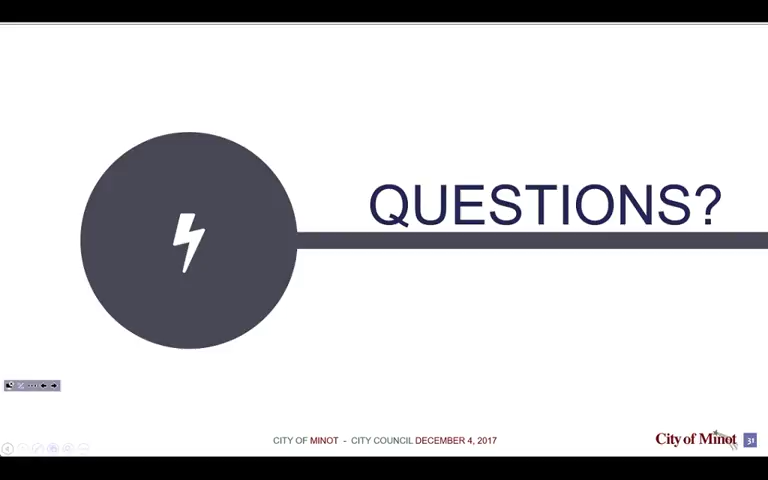 QUESTIONS?
CITY OF MINOT - CITY COUNCIL DECEMBER 4, 2017
City of Minot
31